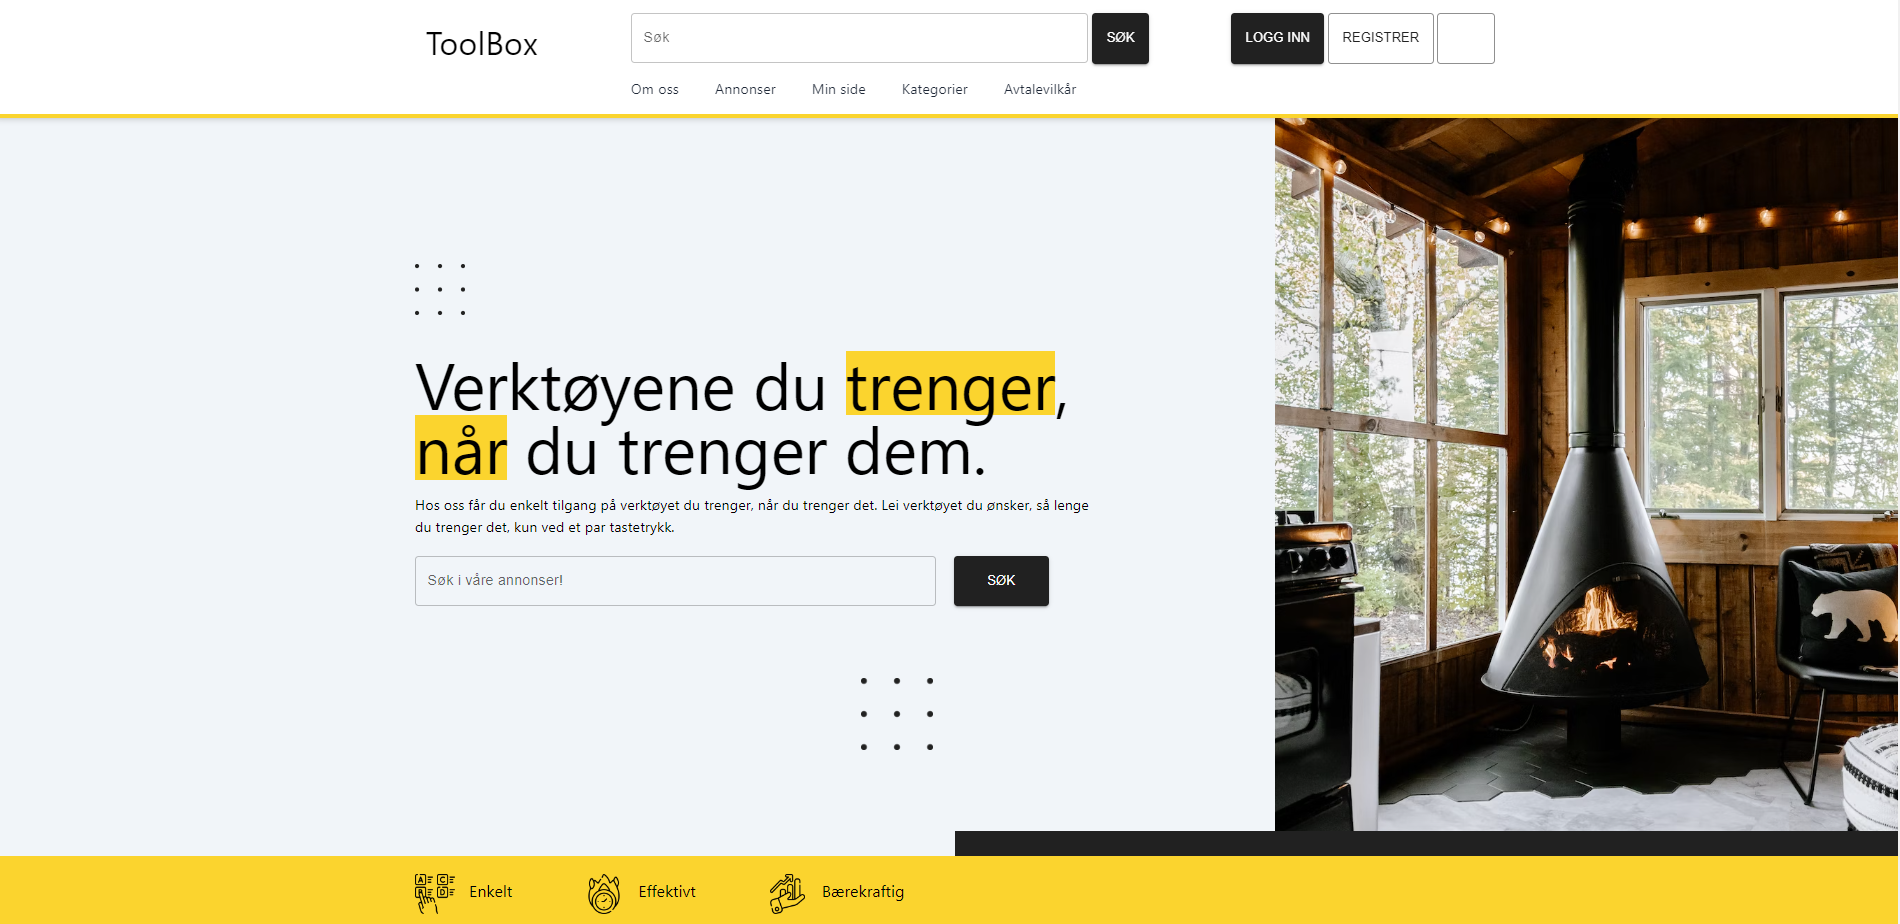 ToolBox
Søk
SØK
LOGG INN
REGISTRER
Om oss
Annonser
Min side
Kategorier
Avtalevilkår
Verktøyene du trenger,
når du trenger dem.
Hos oss får du enkelt tilgang på verktøyet du trenger, når du trenger det. Lei verktøyet du ønsker, så lenge
du trenger det, kun ved et par tastetrykk.
Søk i våre annonser!
SØK
Enkelt
Effektivt
Bærekraftig